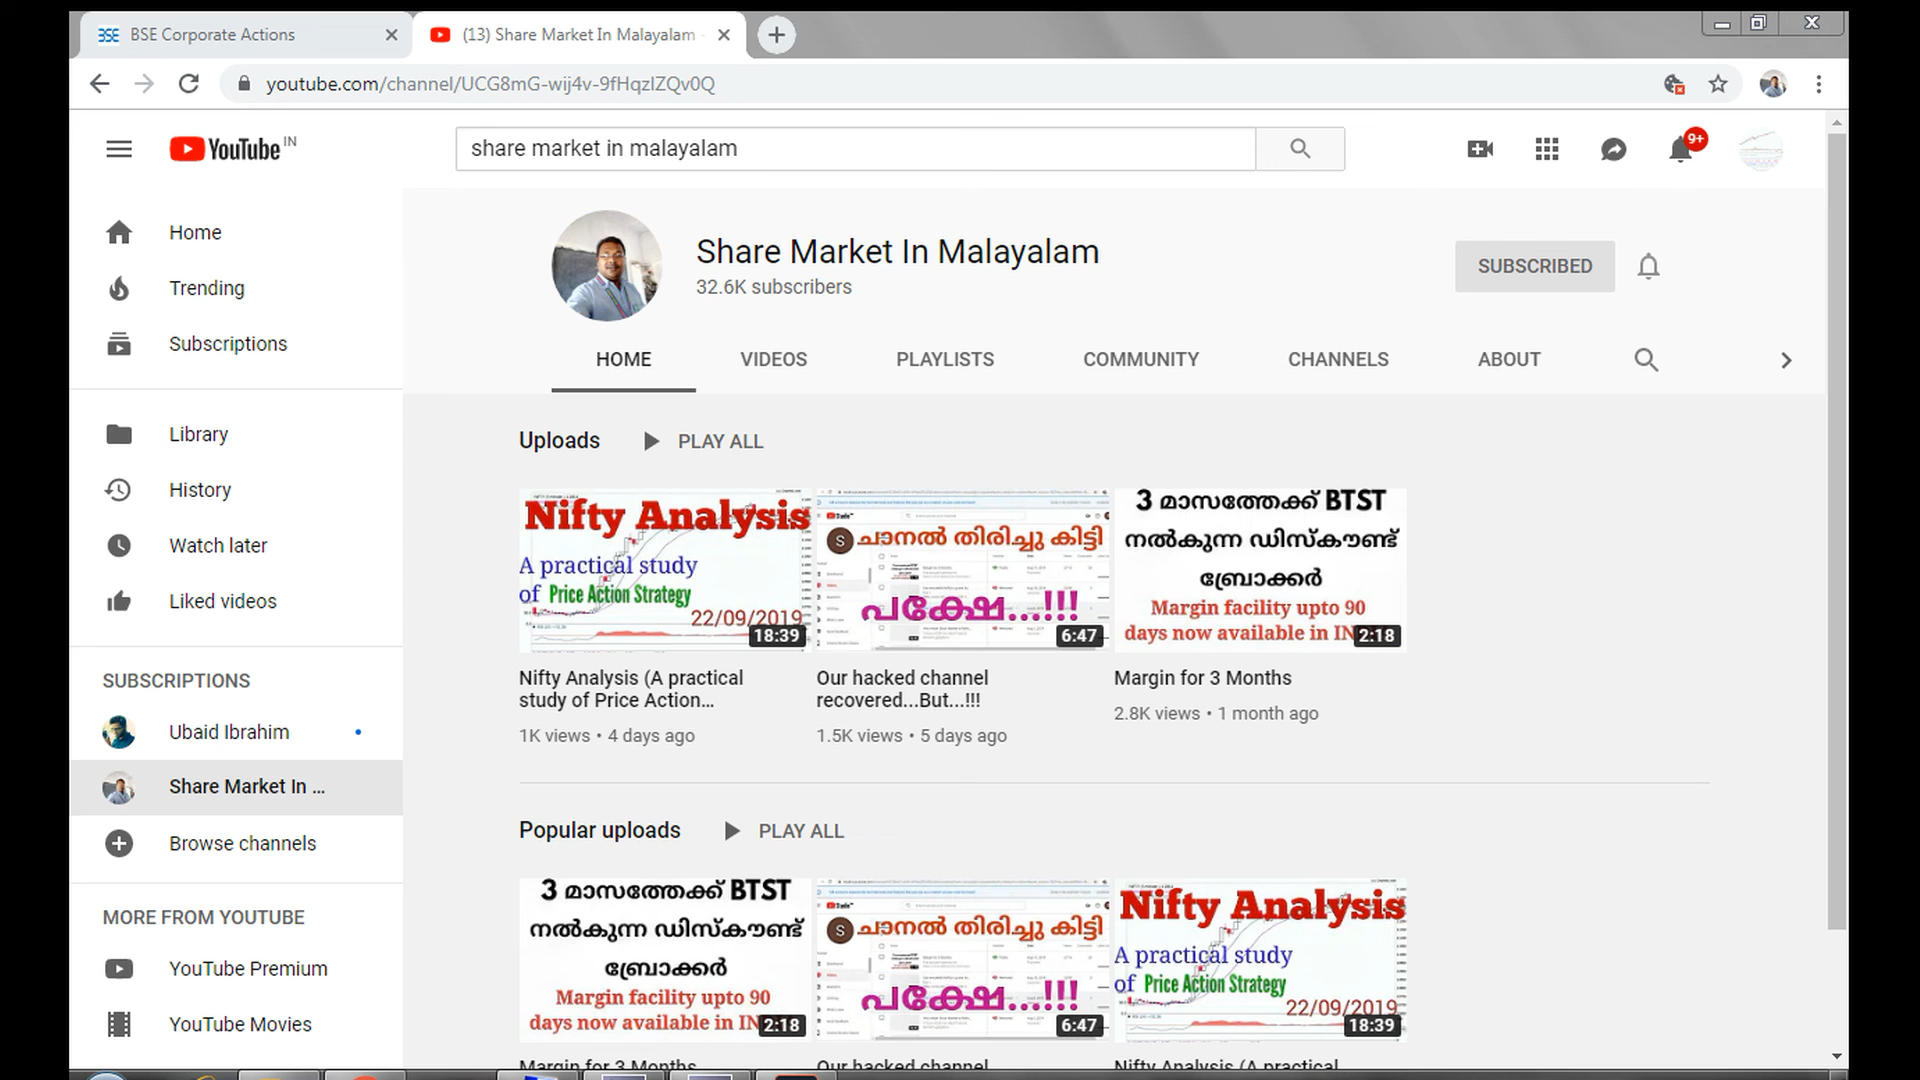 BSE BSE Corporate Actions
(13) Share Market In Malayalam -
youtube.com/channel/UCG8mG-wij4v-9fHqzIZQv0Q
YouTube IN
share market in malayalam
9+
Home
Trending
Subscriptions
Library
History
Watch later
Liked videos
SUBSCRIPTIONS
Ubaid Ibrahim
Share Market In ...
Browse channels
MORE FROM YOUTUBE
YouTube Premium
YouTube Movies
Share Market In Malayalam
32.6K subscribers
SUBSCRIBED
HOME VIDEOS PLAYLISTS COMMUNITY CHANNELS ABOUT
Uploads PLAY ALL
Nifty Analysis
A practical study
of Price Action Strategy
22/09/2019
18:39
S ചാനൽ തിരിച്ചു കിട്ടി
പക്ഷേ...!!!
6:47
3 മാസത്തേക്ക് BTST
നൽകുന്ന ഡിസ്കൗണ്ട്
ബ്രോക്കർ
Margin facility upto 90
days now available in IN
2:18
Nifty Analysis (A practical
study of Price Action...
1K views • 4 days ago
Our hacked channel
recovered...But...!!!
1.5K views • 5 days ago
Margin for 3 Months
2.8K views • 1 month ago
Popular uploads PLAY ALL
3 മാസത്തേക്ക് BTST
നൽകുന്ന ഡിസ്കൗണ്ട്
ബ്രോക്കർ
Margin facility upto 90
days now available in IN
2:18
S ചാനൽ തിരിച്ചു കിട്ടി
പക്ഷേ...!!!
6:47
Nifty Analysis
A practical study
of Price Action Strategy
22/09/2019
18:39
Margin for 3 Months
Our hacked channel
Nifty Analysis (A practical